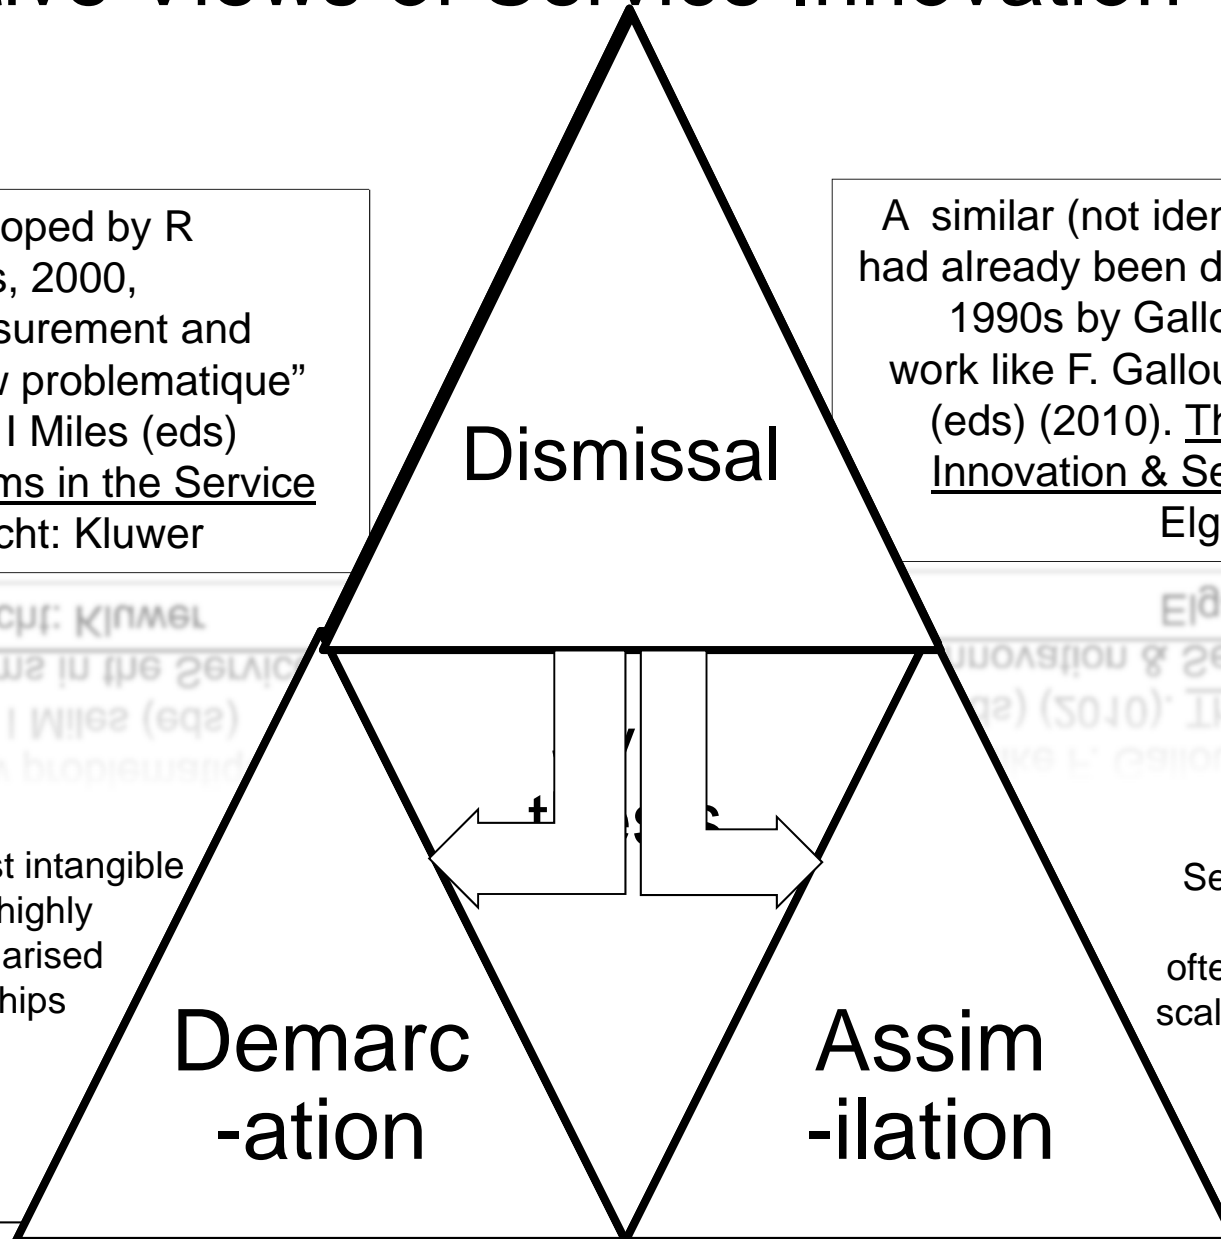 Views of Service Innovation
oped by R
s, 2000,
surement and
problematique”
I Miles (eds)
ms in the Service
cht: Kluwer
A similar (not iden
had already been d
1990s by Gallo
work like F. Gallou
(eds) (2010). Th
Innovation & Se
Elg
Dismissal
st intangible
highly
arised
hips
Se
ofte
scal
Demarc
-ation
Assim
-ilation